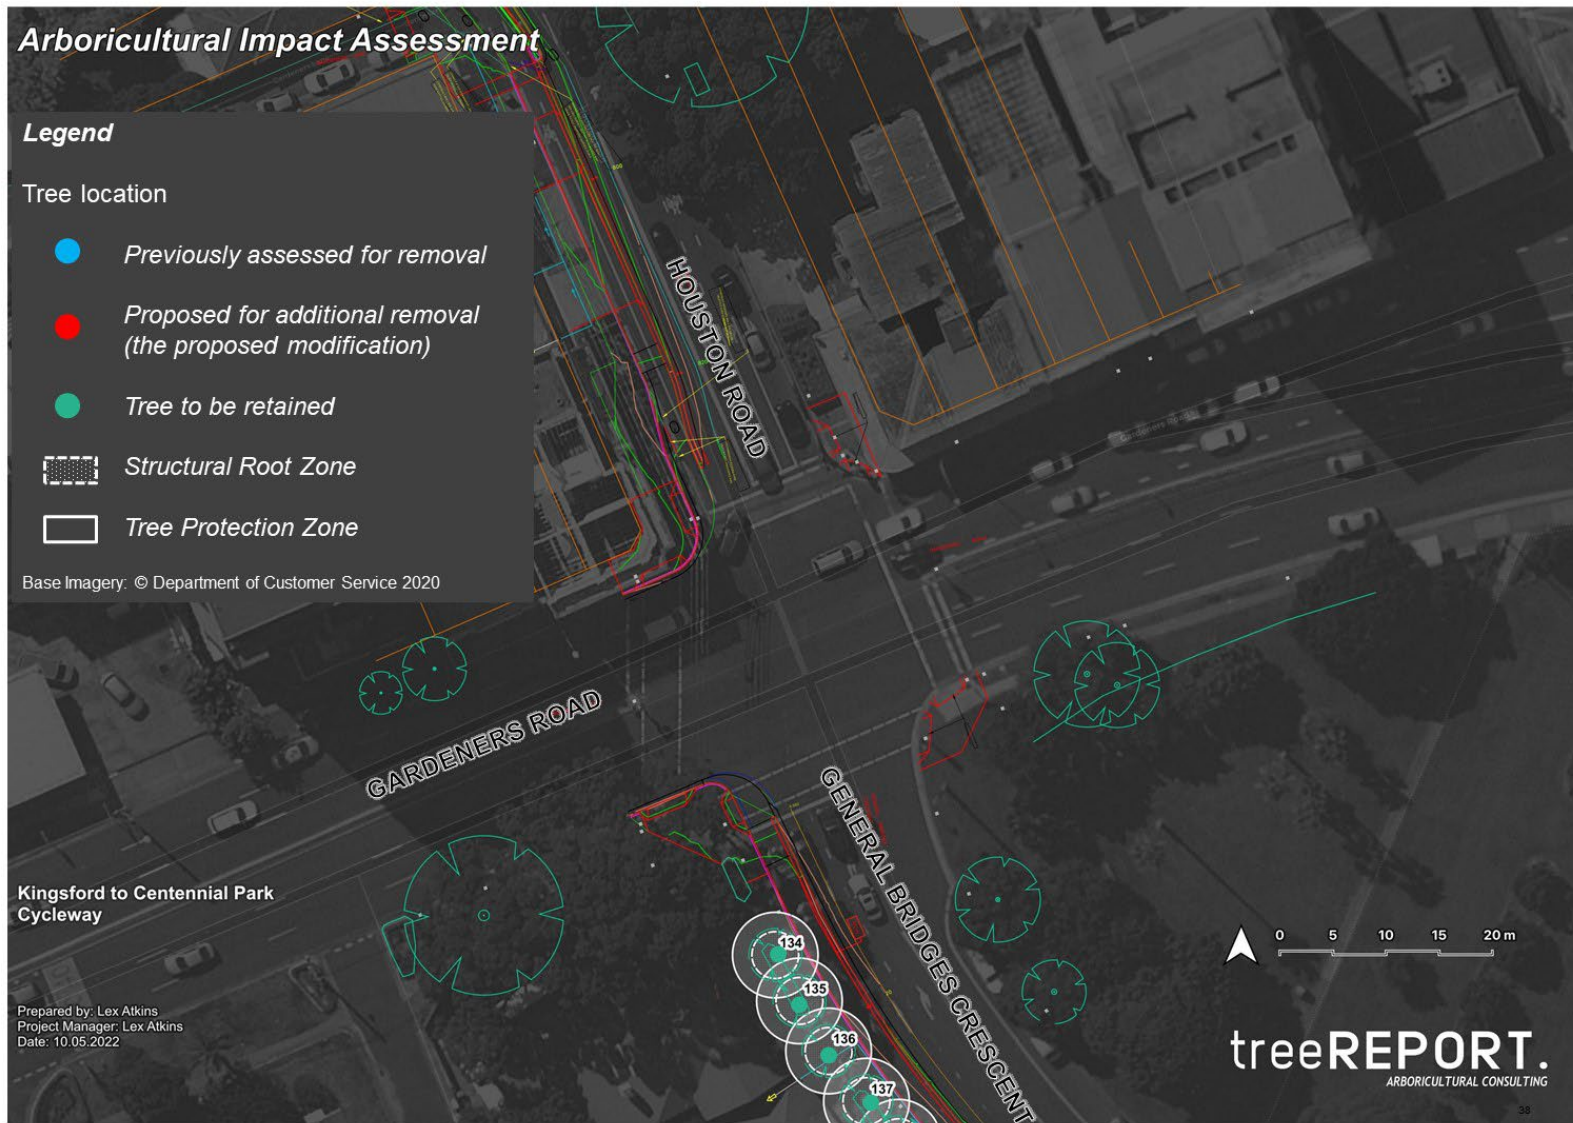 Arboricultural Impact Assessment
Legend
Tree location
Previously assessed for removal
Proposed for additional removal
(the proposed modification)
Tree to be retained
Structural Root Zone
Tree Protection Zone
Base Imagery: © Department of Customer Service 2020
HOUSTON ROAD
GARDENERS ROAD
GENERAL BRIDGES CRESCENT
Kingsford to Centennial Park
Cycleway
134
135
136
137
0 5 10 15 20 m
Prepared by: Lex Atkins
Project Manager: Lex Atkins
Date: 10.05.2022
treeREPORT.
ARBORICULTURAL CONSULTING
38